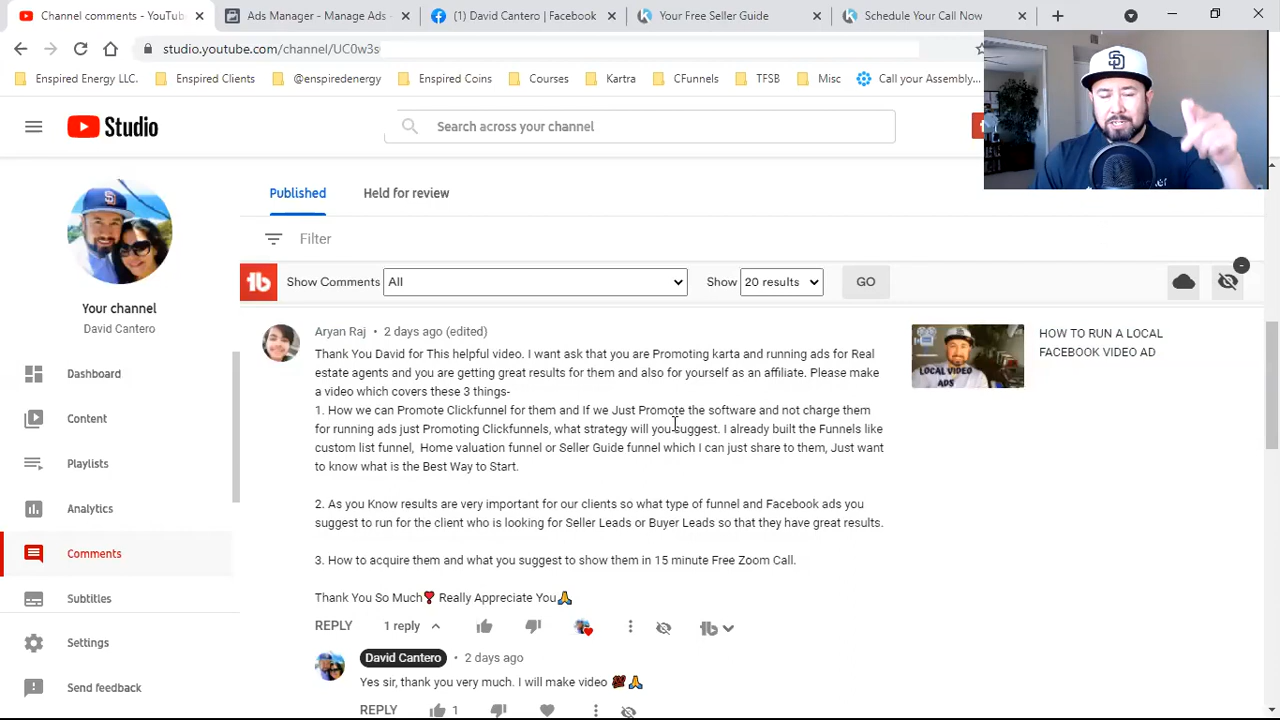 Channel comments - YouTub
Ads Manager - Manage Ads -
(1) David Cantero | Facebook
Your Free Seller Guide
Schedule Your Call Now
studio.youtube.com/channel/UC0w3s
Enspired Energy LLC.
Enspired Clients
@enspiredenergy
Enspired Coins
Courses
Kartra
CFunnels
TFSB
Misc
Call your Assembly...
SD
Studio
Search across your channel
Your channel
David Cantero
Dashboard
Content
Playlists
Analytics
Comments
Subtitles
Settings
Send feedback
Published
Held for review
Filter
Show Comments
All
Show
20 results
GO
Aryan Raj • 2 days ago (edited)
Thank You David for This helpful video. I want ask that you are Promoting karta and running ads for Real
estate agents and you are getting great results for them and also for yourself as an affiliate. Please make
a video which covers these 3 things-
1. How we can Promote Clickfunnel for them and If we Just Promote the software and not charge them
for running ads just Promoting Clickfunnels, what strategy will you suggest. I already built the Funnels like
custom list funnel, Home valuation funnel or Seller Guide funnel which I can just share to them, Just want
to know what is the Best Way to Start.
2. As you Know results are very important for our clients so what type of funnel and Facebook ads you
suggest to run for the client who is looking for Seller Leads or Buyer Leads so that they have great results.
3. How to acquire them and what you suggest to show them in 15 minute Free Zoom Call.
Thank You So Much❣️ Really Appreciate You🙏
REPLY
1 reply
David Cantero • 2 days ago
Yes sir, thank you very much. I will make video 💯🙏
REPLY
1
HOW TO RUN A LOCAL
FACEBOOK VIDEO AD
LOCAL VIDEO
ADS